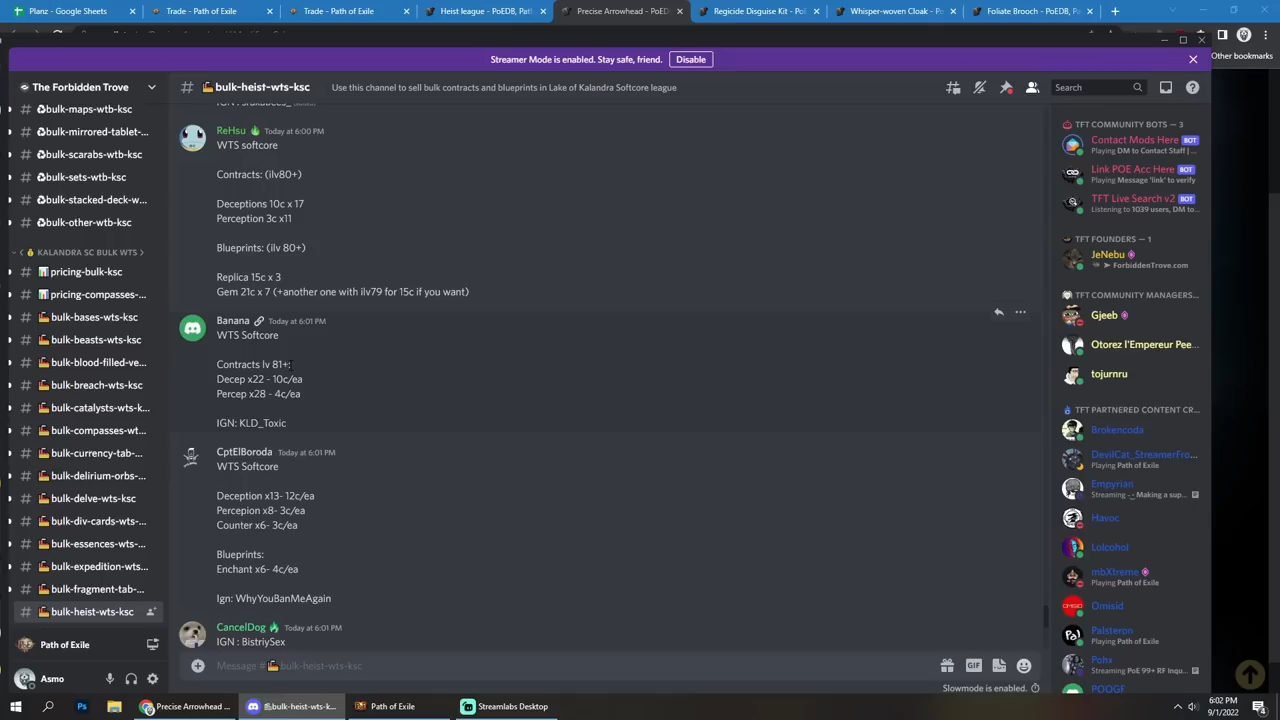 Planz - Google Sheets
Trade - Path of Exile
Trade - Path of Exile
Heist league - PoEDB, Pat
Precise Arrowhead - PoED
Regicide Disguise Kit - Po
Whisper-woven Cloak - P
Foliate Brooch - PoEDB, P
Other bookmarks
Streamer Mode is enabled. Stay safe, friend.
Disable
The Forbidden Trove
# bulk-heist-wts-ksc
Use this channel to sell bulk contracts and blueprints in Lake of Kalandra Softcore league
Search
# bulk-maps-wtb-ksc
# bulk-mirrored-tablet-...
# bulk-scarabs-wtb-ksc
# bulk-sets-wtb-ksc
# bulk-stacked-deck-w...
# bulk-other-wtb-ksc
KALANDRA SC BULK WTS
# pricing-bulk-ksc
# pricing-compasses-...
# bulk-bases-wtb-ksc
# bulk-beasts-wtb-ksc
# bulk-blood-filled-ve...
# bulk-breach-wtb-ksc
# bulk-catalysts-wtb-k...
# bulk-compasses-wt...
# bulk-currency-tab-...
# bulk-delirium-orbs-...
# bulk-delve-wts-ksc
# bulk-div-cards-wts-...
# bulk-essences-wtb-...
# bulk-expedition-wts...
# bulk-fragment-tab-...
# bulk-heist-wts-ksc
Path of Exile
Asmo
ReHsu Today at 6:00 PM
WTS softcore
Contracts: (ilv80+)
Deceptions 10c x 17
Perception 3c x11
Blueprints: (ilv 80+)
Replica 15c x 3
Gem 21c x 7 (+another one with ilv79 for 15c if you want)
Banana Today at 6:01 PM
WTS Softcore
Contracts lv 81+:
Decep x22 - 10c/ea
Percep x28 - 4c/ea
IGN: KLD_Toxic
CptElBoroda Today at 6:01 PM
WTS Softcore
Deception x13- 12c/ea
Percepion x8- 3c/ea
Counter x6- 3c/ea
Blueprints:
Enchant x6- 4c/ea
Ign: WhyYouBanMeAgain
CancelDog Today at 6:01 PM
IGN : BistriySex
Message # bulk-heist-wts-ksc
GIF
Slowmode is enabled.
TFT COMMUNITY BOTS — 3
Contact Mods Here BOT
Playing DM to Contact Staff | ...
Link POE Acc Here BOT
Playing Message 'link' to verify
TFT Live Search v2 BOT
Listening to 1039 users, DM to...
TFT FOUNDERS — 1
JeNebu
ForbiddenTrove.com
TFT COMMUNITY MANAGERS...
Gjeeb
Otorez l'Empereur Pee...
tojurnru
TFT PARTNERED CONTENT CR...
Brokencoda
DevilCat_StreamerFro...
Playing Path of Exile
Empyrian
Streaming -_- Making a sup...
Havoc
Lolcohol
mbXtreme
Playing Path of Exile
Omisid
Palsteron
Playing Path of Exile
Pohx
Streaming PoE 99+ RF Inqu...
POOGF
Precise Arrowhead - ...
#bulk-heist-wts-k...
Path of Exile
Streamlabs Desktop
6:02 PM
9/1/2022